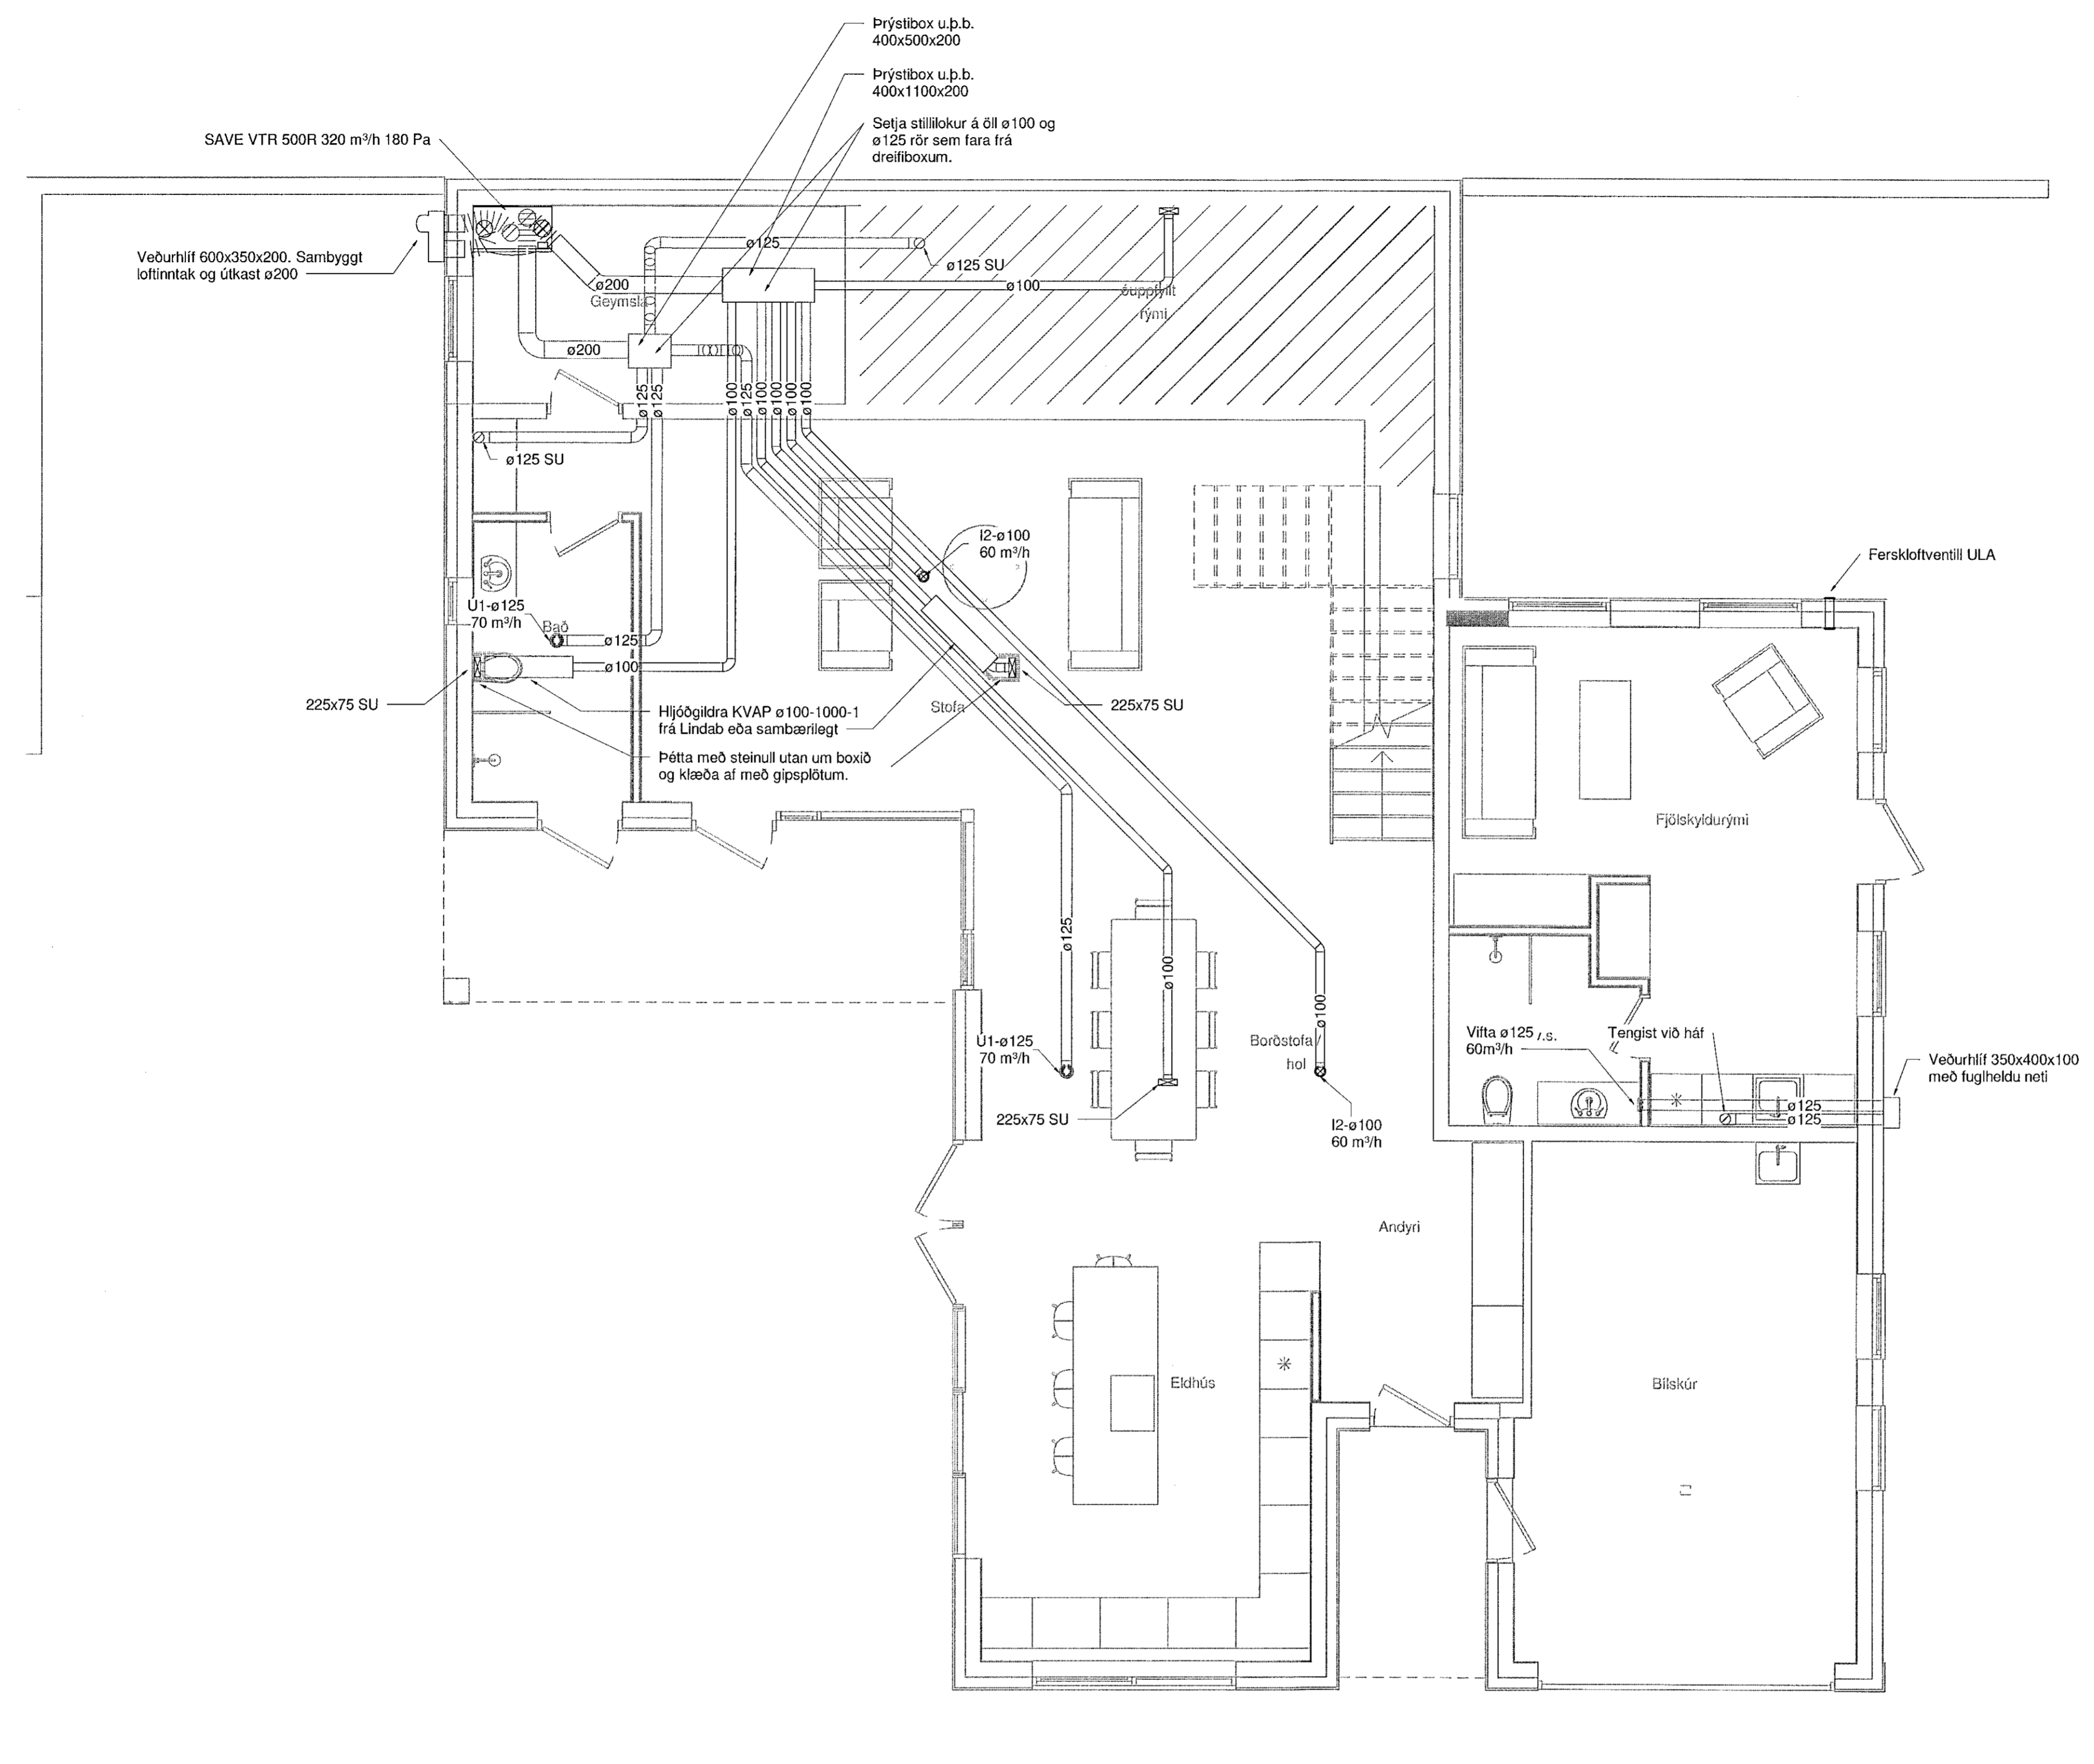 Þrýstibox u.þ.b.
400x500x200
Þrýstibox u.þ.b.
400x1100x200
Setja stillilokur á öll ø100 og
ø125 rör sem fara frá
dreifiboxum.
SAVE VTR 500R 320 m³/h 180 Pa
Veðurhlíf 600x350x200. Sambyggt
loftinntak og útkast ø200
ø125
ø125 SU
ø200
Geymsla
ø100
óuppfyllt
rými
ø200
ø125
ø125
ø100
ø125
ø100
ø100
ø100
ø100
ø125 SU
I2-ø100
60 m³/h
Ferskloftventill ULA
Ú1-ø125
70 m³/h
Bað
ø125
ø100
225x75 SU
Hljóðgildra KVAP ø100-1000-1
frá Lindab eða sambærilegt
Stofa
225x75 SU
Þétta með steinull utan um boxið
og klæða af með gipsplötum.
Fjölskyldurými
ø125
ø100
ø100
Ú1-ø125
70 m³/h
Borðstofa/
hol
Vifta ø125 /.s.
60m³/h
Tengist við háf
Veðurhlíf 350x400x100
með fuglheldu neti
225x75 SU
ø125
ø125
I2-ø100
60 m³/h
Andyri
Eldhús
Bílskúr